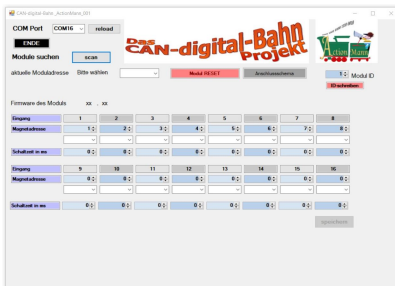 CAN-digital-Bahn _ActionMann_001
COM Port COM16 reload
ENDE
Module suchen scan
Das CAN-digital-Bahn Projekt
Action Mann
aktuelle Moduladresse Bitte wählen Modul RESET Anschlussschema 1 Modul ID
ID schreiben
Firmware des Moduls xx . xx
Eingang 1 2 3 4 5 6 7 8
Magnetadresse 1 2 3 4 5 6 7 8
Schaltzeit in ms 0 0 0 0 0 0 0 0
Eingang 9 10 11 12 13 14 15 16
Magnetadresse 0 0 0 0 0 0 0 0
Schaltzeit in ms 0 0 0 0 0 0 0 0
speichern